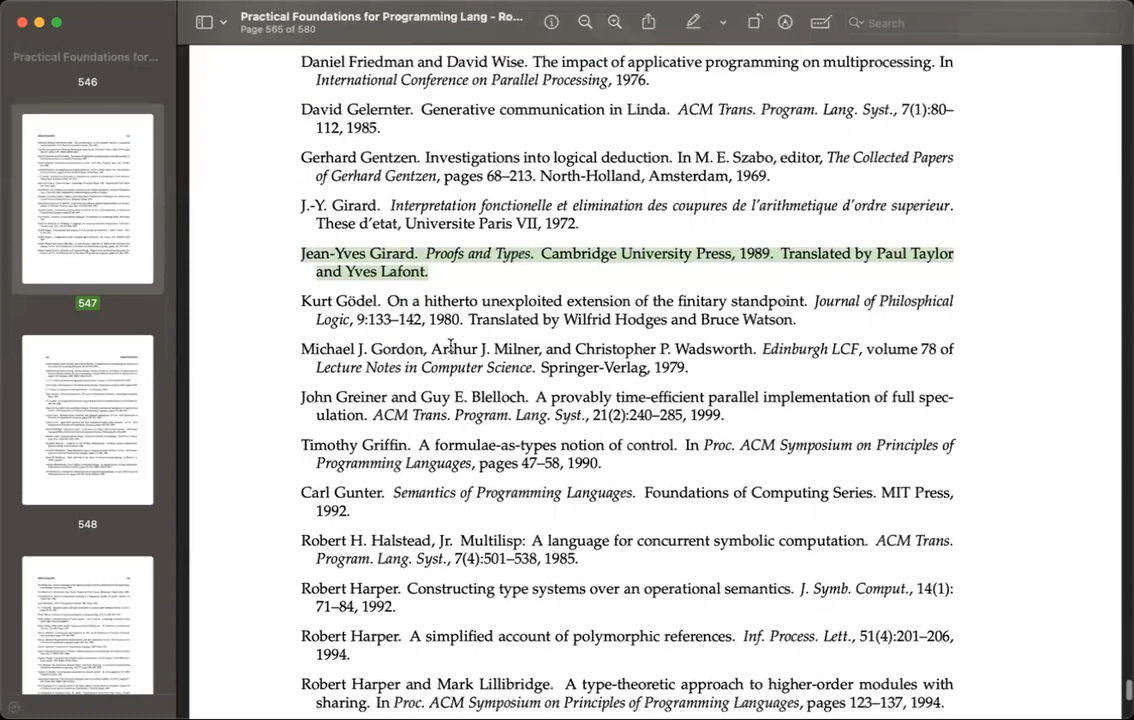 Practical Foundations for Programming Lang - Ro...
Page 565 of 580
Search
Practical Foundations for...
546
547
548
Daniel Friedman and David Wise. The impact of applicative programming on multiprocessing. In
International Conference on Parallel Processing, 1976.
David Gelernter. Generative communication in Linda. ACM Trans. Program. Lang. Syst., 7(1):80–
112, 1985.
Gerhard Gentzen. Investigations into logical deduction. In M. E. Szabo, editor, The Collected Papers
of Gerhard Gentzen, pages 68–213. North-Holland, Amsterdam, 1969.
J.-Y. Girard. Interpretation fonctionelle et elimination des coupures de l'arithmetique d'ordre superieur.
These d'etat, Universite Paris VII, 1972.
Jean-Yves Girard. Proofs and Types. Cambridge University Press, 1989. Translated by Paul Taylor
and Yves Lafont.
Kurt Gödel. On a hitherto unexploited extension of the finitary standpoint. Journal of Philosphical
Logic, 9:133–142, 1980. Translated by Wilfrid Hodges and Bruce Watson.
Michael J. Gordon, Arthur J. Milner, and Christopher P. Wadsworth. Edinburgh LCF, volume 78 of
Lecture Notes in Computer Science. Springer-Verlag, 1979.
John Greiner and Guy E. Blelloch. A provably time-efficient parallel implementation of full spec-
ulation. ACM Trans. Program. Lang. Syst., 21(2):240–285, 1999.
Timothy Griffin. A formulae-as-types notion of control. In Proc. ACM Symposium on Principles of
Programming Languages, pages 47–58, 1990.
Carl Gunter. Semantics of Programming Languages. Foundations of Computing Series. MIT Press,
1992.
Robert H. Halstead, Jr. Multilisp: A language for concurrent symbolic computation. ACM Trans.
Program. Lang. Syst., 7(4):501–538, 1985.
Robert Harper. Constructing type systems over an operational semantics. J. Symb. Comput., 14(1):
71–84, 1992.
Robert Harper. A simplified account of polymorphic references. Inf. Process. Lett., 51(4):201–206,
1994.
Robert Harper and Mark Lillibridge. A type-theoretic approach to higher-order modules with
sharing. In Proc. ACM Symposium on Principles of Programming Languages, pages 123–137, 1994.